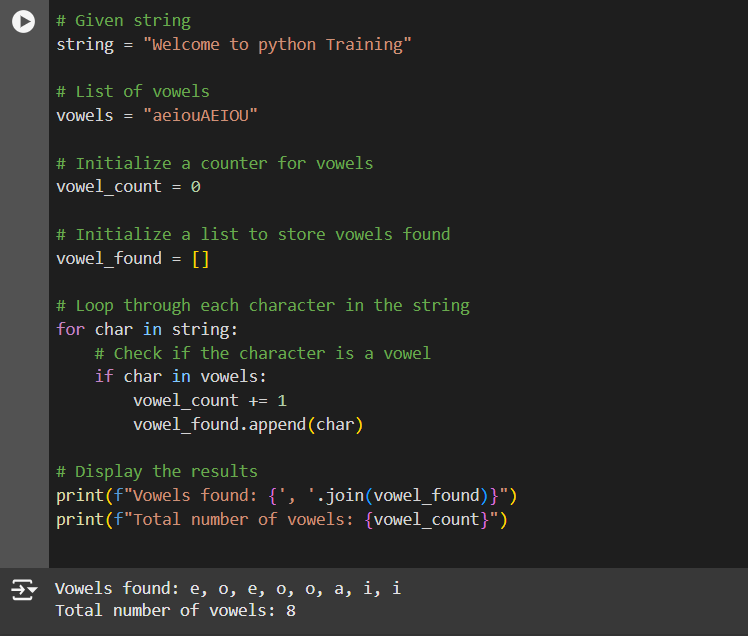 # Given string
string = "Welcome to python Training"
# List of vowels
vowels = "aeiouAEIOU"
# Initialize a counter for vowels
vowel_count = 0
# Initialize a list to store vowels found
vowel_found = []
# Loop through each character in the string
for char in string:
    # Check if the character is a vowel
    if char in vowels:
        vowel_count += 1
        vowel_found.append(char)
# Display the results
print(f"Vowels found: {', '.join(vowel_found)}")
print(f"Total number of vowels: {vowel_count}")
Vowels found: e, o, e, o, o, a, i, i
Total number of vowels: 8